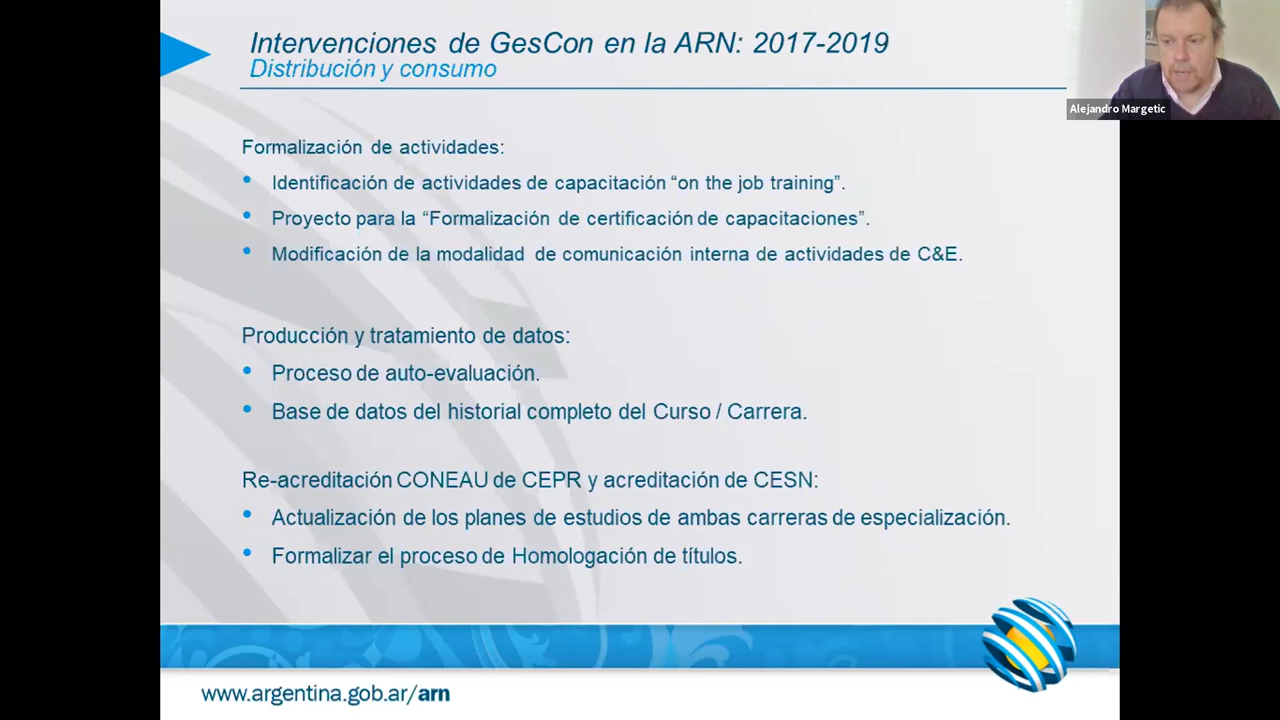 Intervenciones de GesCon en la ARN: 2017-2019
Distribución y consumo
Alejandro Margetic
Formalización de actividades:
• Identificación de actividades de capacitación “on the job training”.
• Proyecto para la “Formalización de certificación de capacitaciones”.
• Modificación de la modalidad de comunicación interna de actividades de C&E.
Producción y tratamiento de datos:
• Proceso de auto-evaluación.
• Base de datos del historial completo del Curso / Carrera.
Re-acreditación CONEAU de CEPR y acreditación de CESN:
• Actualización de los planes de estudios de ambas carreras de especialización.
• Formalizar el proceso de Homologación de títulos.
www.argentina.gob.ar/arn